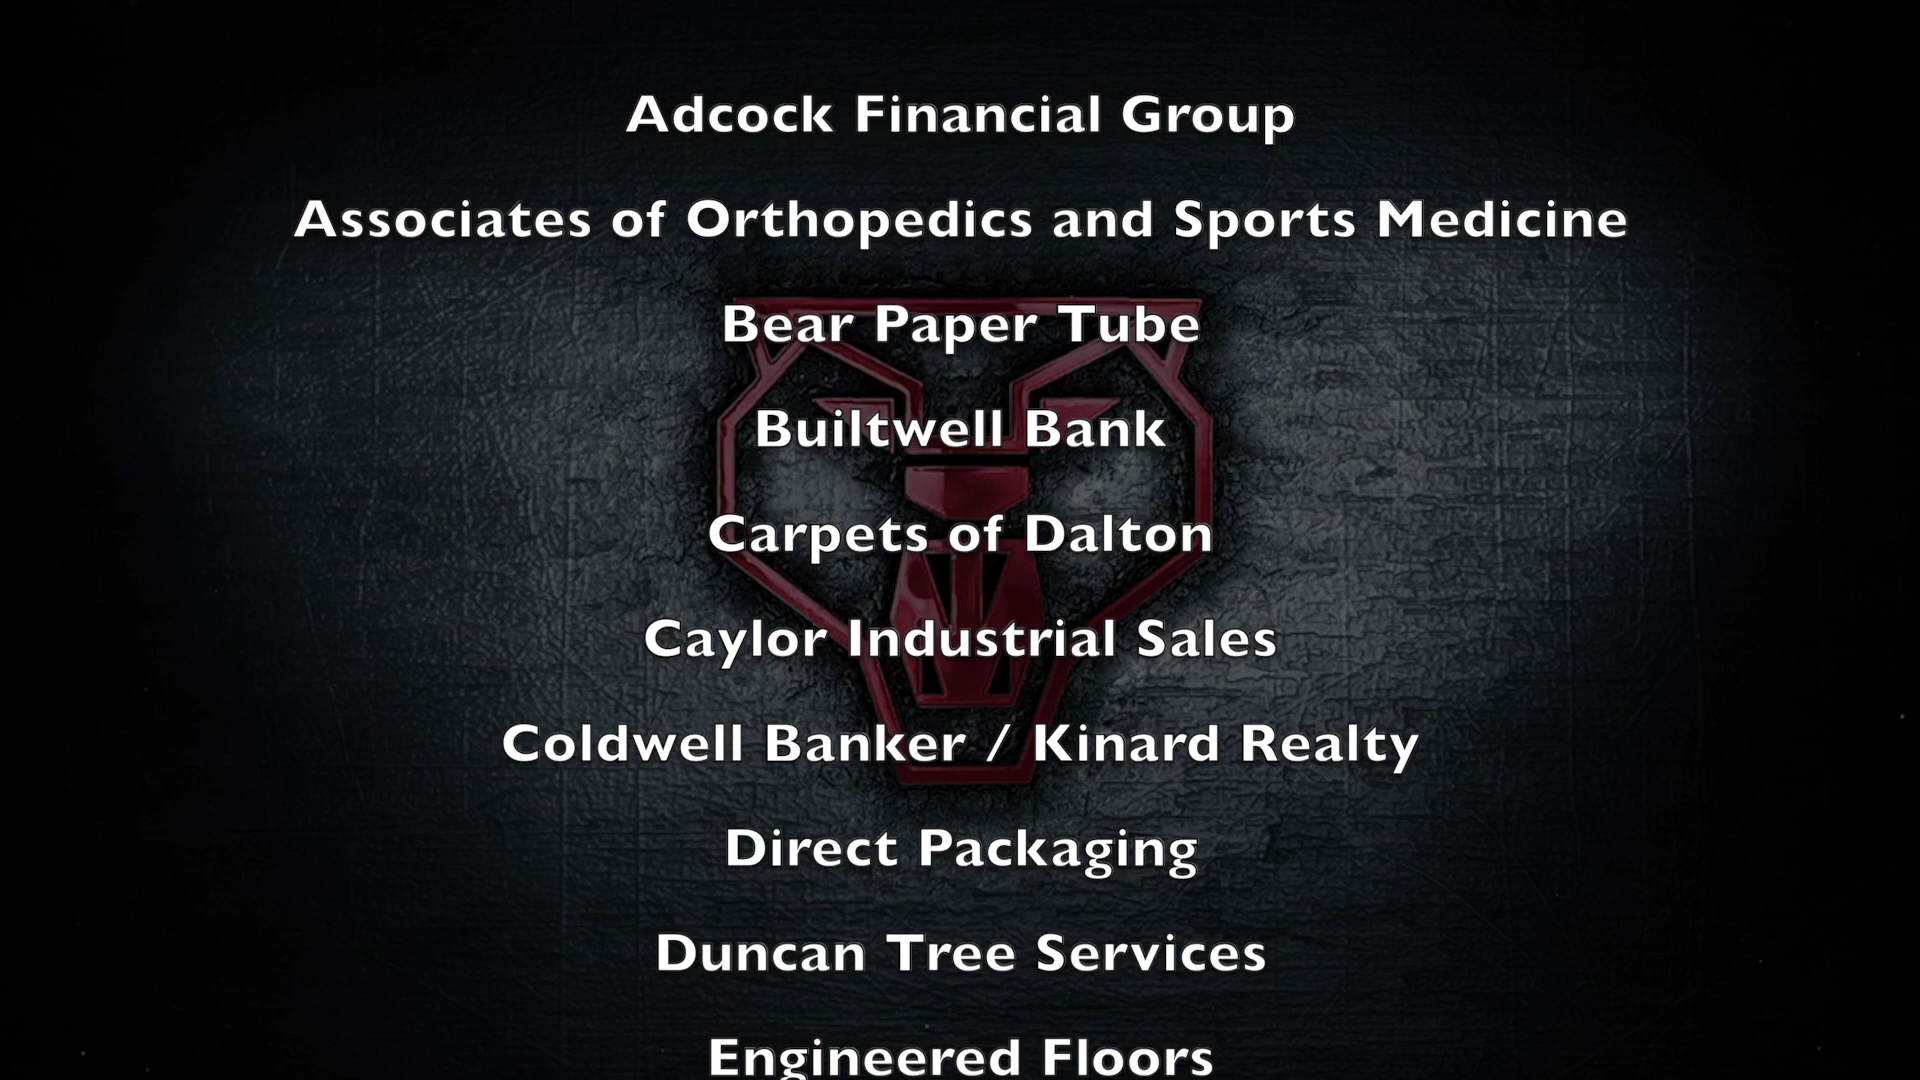 Adcock Financial Group
Associates of Orthopedics and Sports Medicine
Bear Paper Tube
Builtwell Bank
Carpets of Dalton
Caylor Industrial Sales
Coldwell Banker / Kinard Realty
Direct Packaging
Duncan Tree Services
Engineered Floors